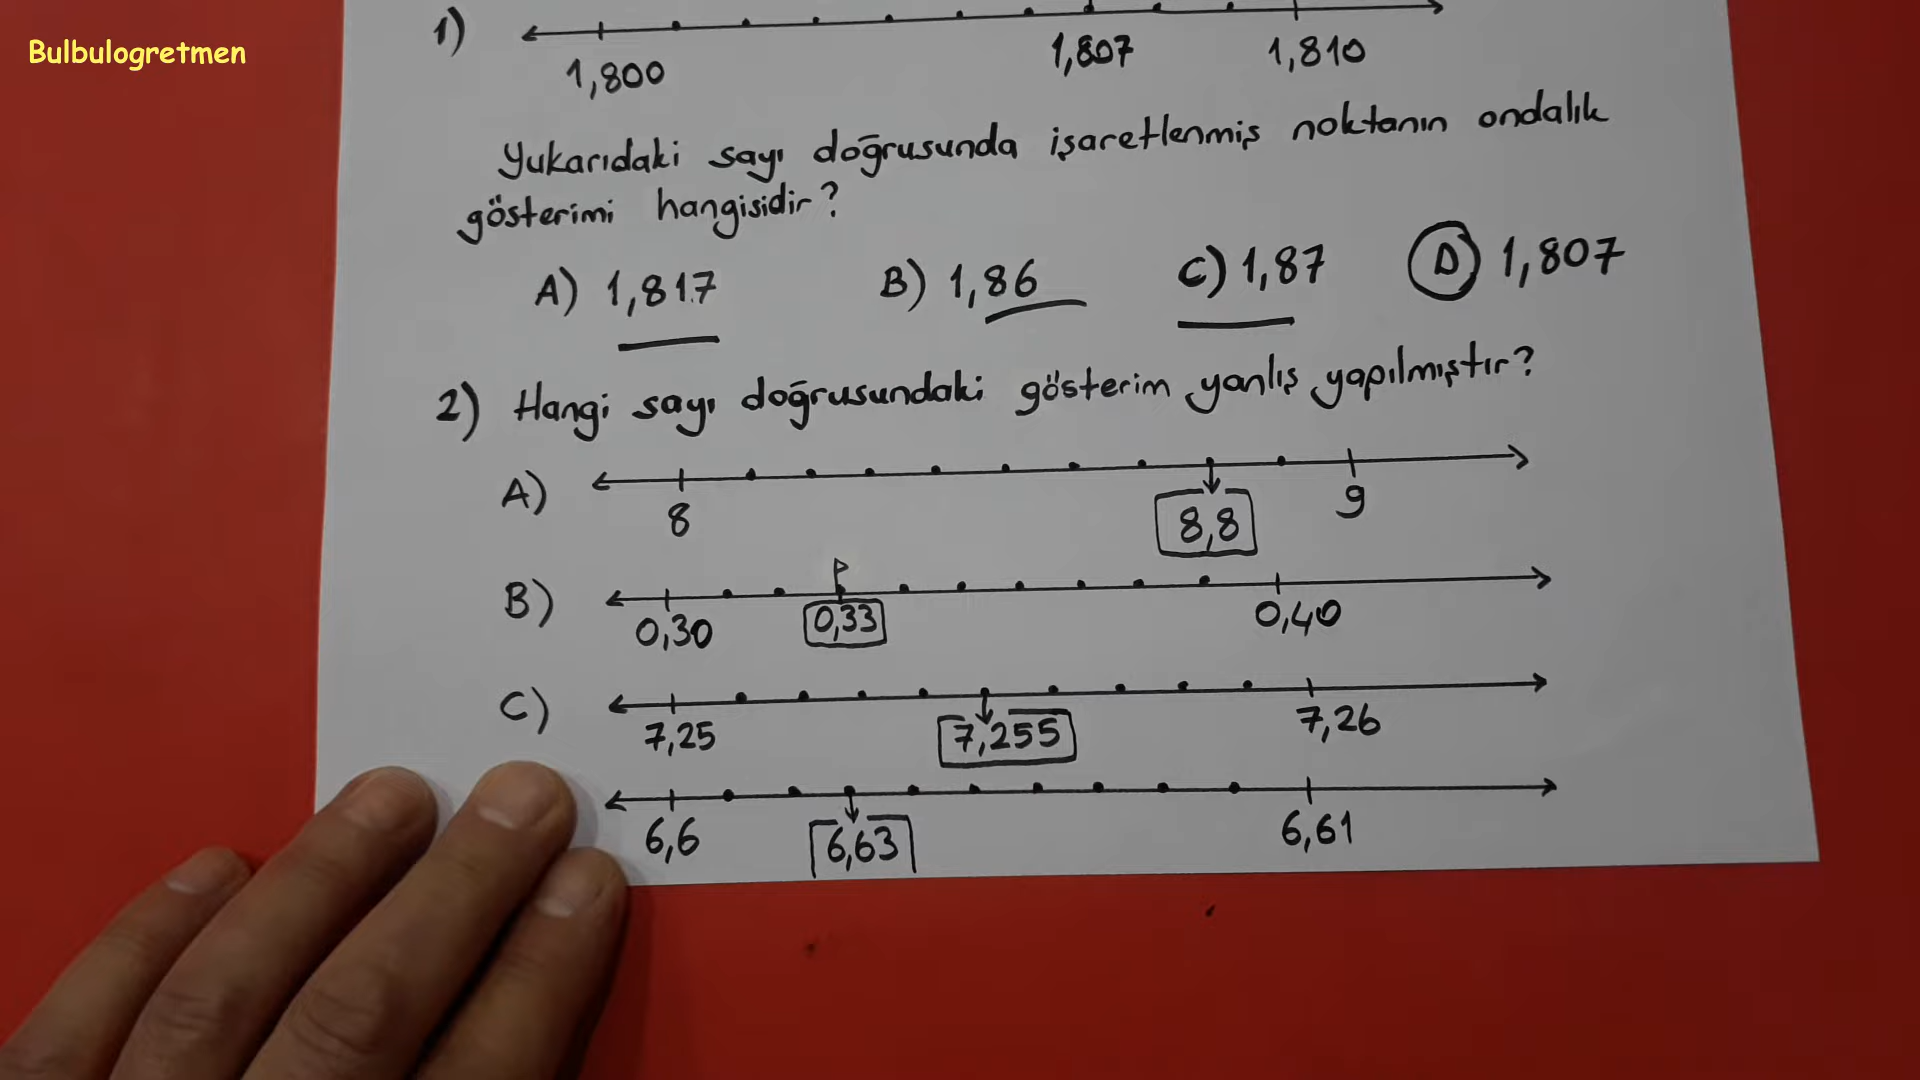 Bulbulogretmen
1)
1,800 1,807 1,810
Yukarıdaki sayı doğrusunda işaretlenmiş noktanın ondalık
gösterimi hangisidir?
A) 1,817 B) 1,86 C) 1,87 D) 1,807
2) Hangi sayı doğrusundaki gösterim yanlış yapılmıştır?
A)
8 8,8 9
B)
0,30 0,33 0,40
C)
7,25 7,255 7,26
6,6 6,63 6,61